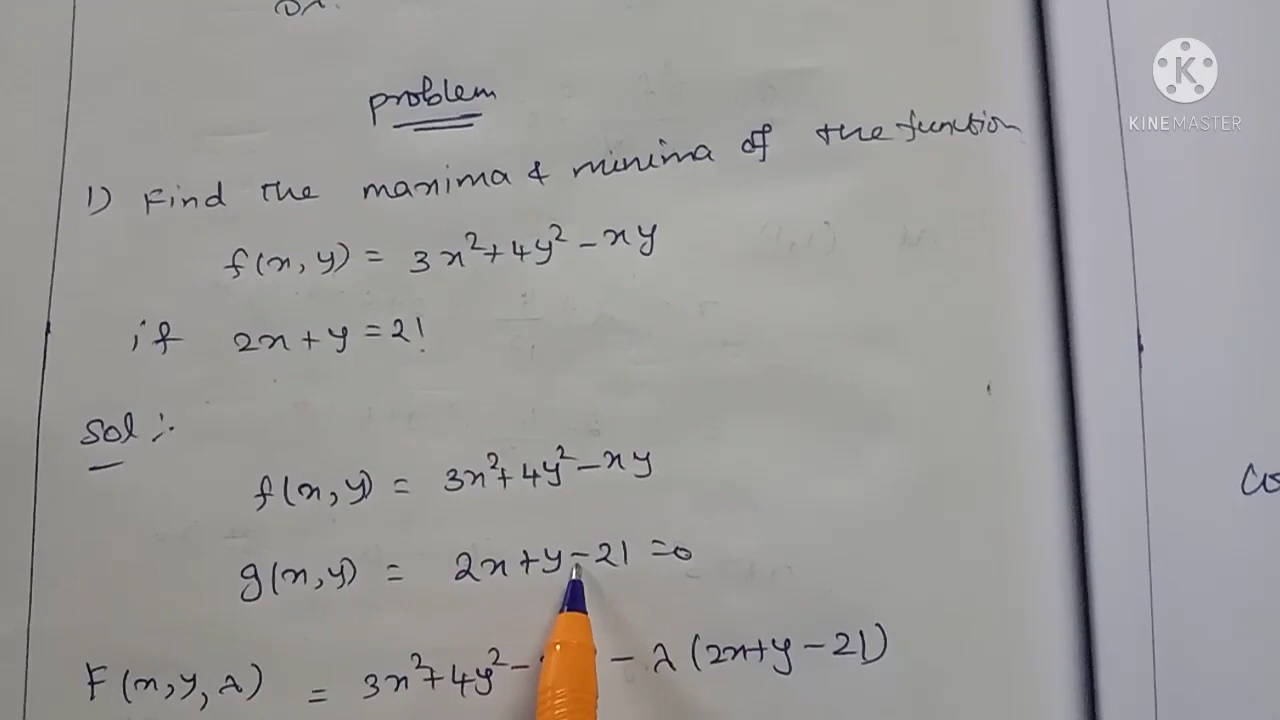 problem
KINEMASTER
1) Find the maxima & minima of the function
f(x, y) = 3x²+4y²-xy
if 2x+y=21
Sol :-
f(x,y) = 3x²+4y²-xy
g(x,y) = 2x+y-21=0
F(x,y,λ) = 3x²+4y²- - λ(2x+y-21)